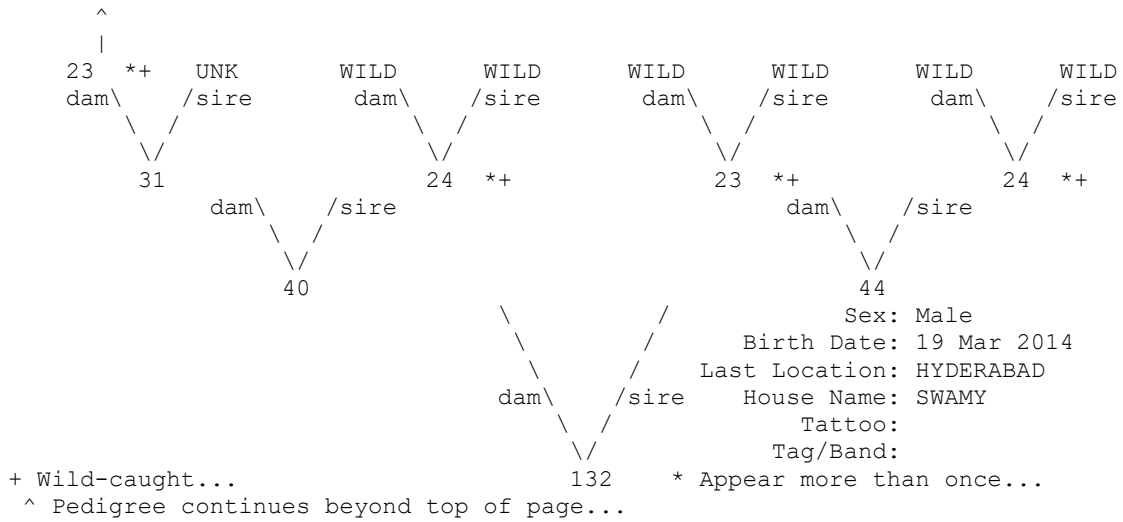 ^
|
23 *+ UNK WILD WILD WILD WILD WILD WILD
dam\ /sire dam\ /sire dam\ /sire dam\ /sire
\ / \ / \ / \ /
\/ \/ \/ \/
31 24 *+ 23 *+ 24 *+
dam\ /sire dam\ /sire
\ / \ /
\/ \/
40 44
\ / Sex: Male
\ / Birth Date: 19 Mar 2014
\ / Last Location: HYDERABAD
dam\ /sire House Name: SWAMY
\ / Tattoo:
\/ Tag/Band:
+ Wild-caught... 132 * Appear more than once...
^ Pedigree continues beyond top of page...